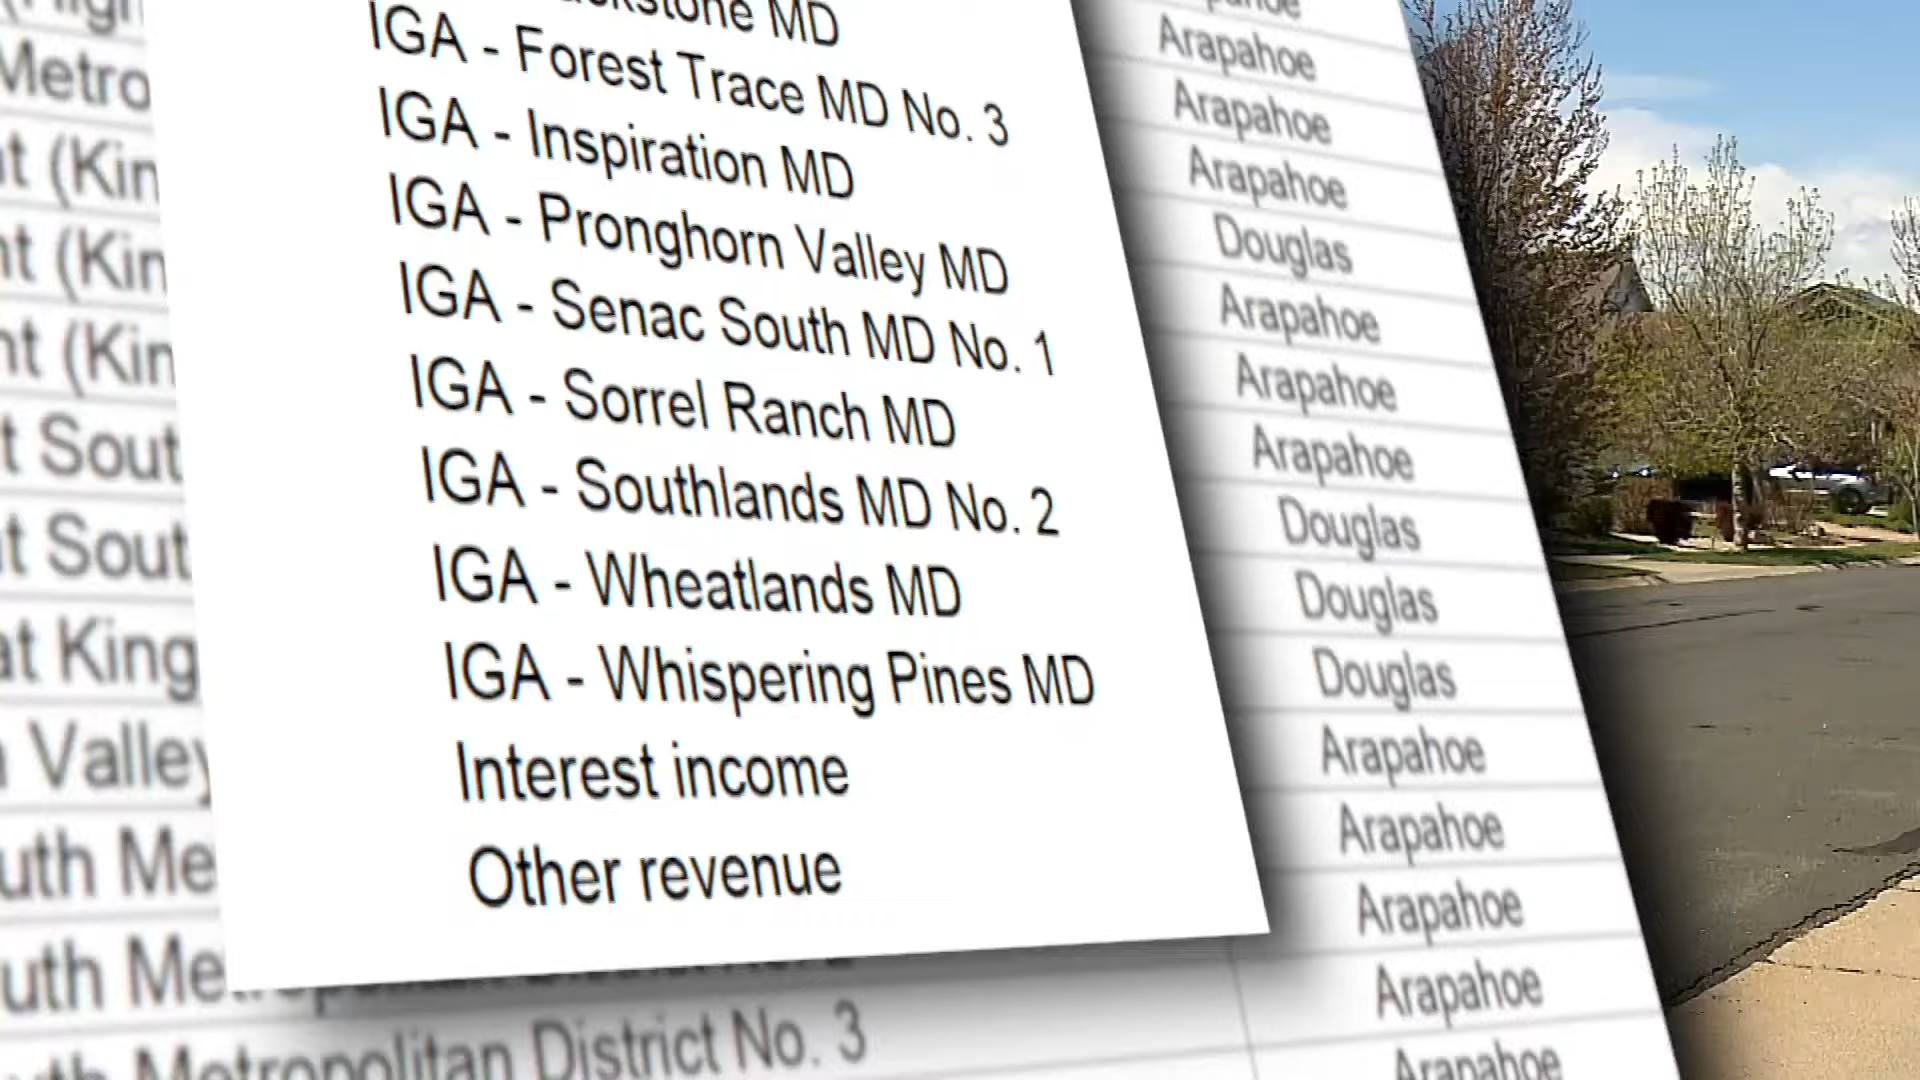 MD
IGA - Forest Trace MD No. 3
IGA - Inspiration MD
IGA - Pronghorn Valley MD
IGA - Senac South MD No. 1
IGA - Sorrel Ranch MD
IGA - Southlands MD No. 2
IGA - Wheatlands MD
IGA - Whispering Pines MD
Interest income
Other revenue
Metro
Valley
Metropolitan District No. 3
Arapahoe
Arapahoe
Arapahoe
Douglas
Arapahoe
Arapahoe
Arapahoe
Douglas
Douglas
Douglas
Arapahoe
Arapahoe
Arapahoe
Arapahoe
Arapahoe